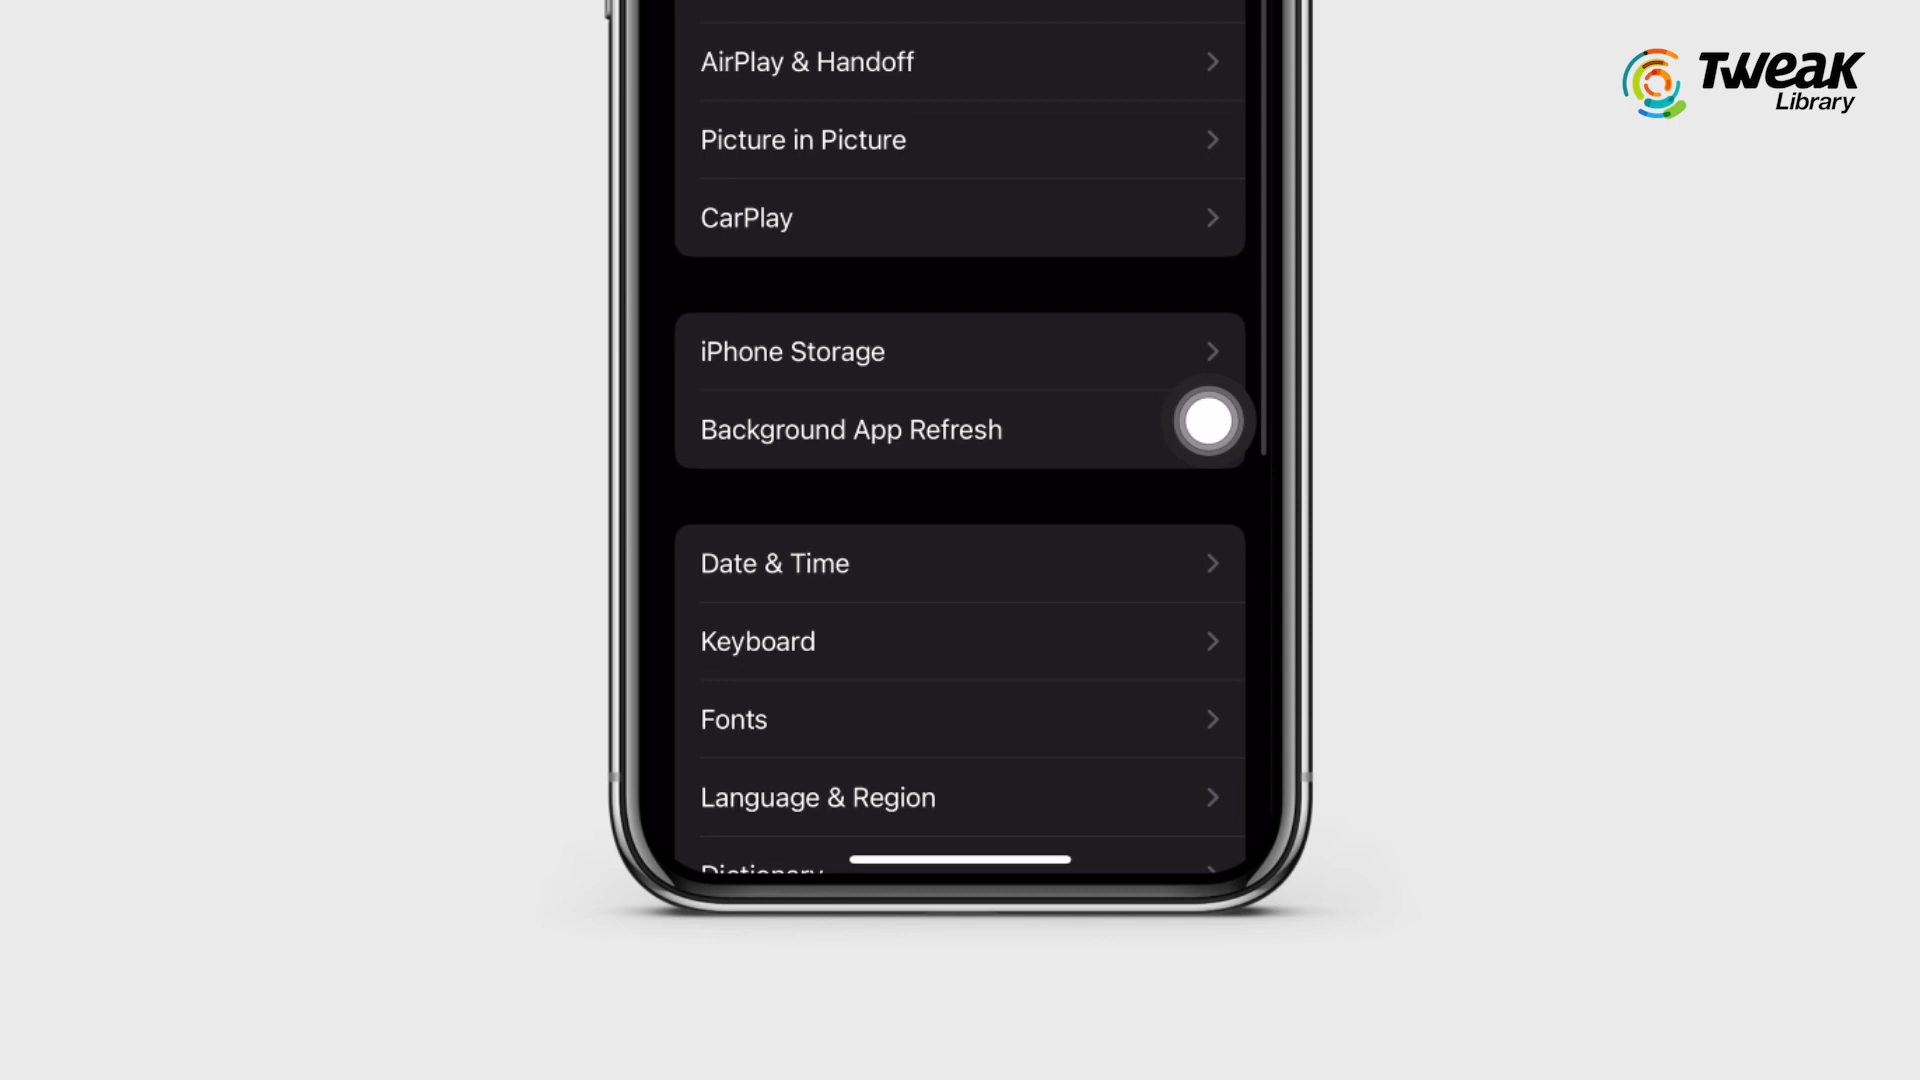 AirPlay & Handoff
Picture in Picture
CarPlay
iPhone Storage
Background App Refresh
Date & Time
Keyboard
Fonts
Language & Region
Dictionary
TWeaK
Library